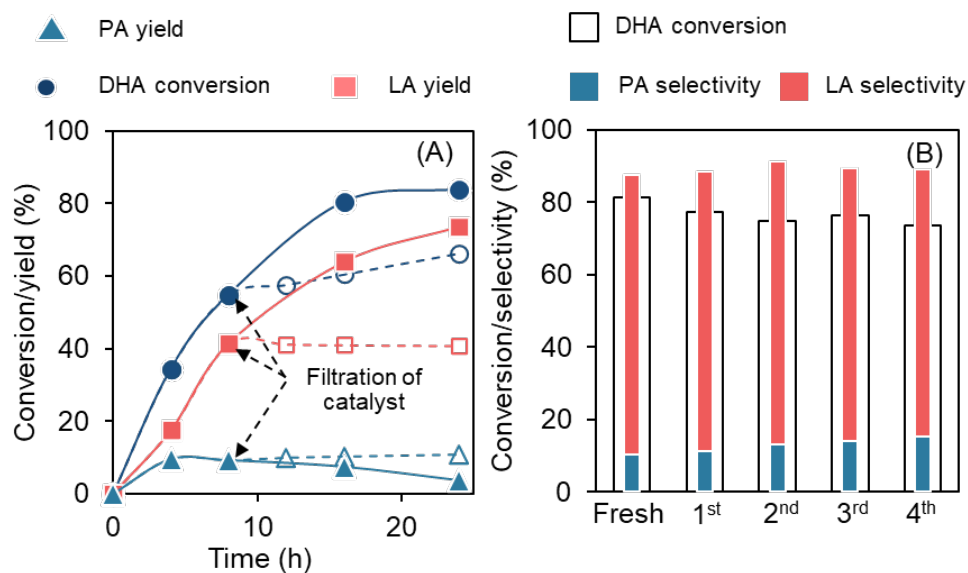 PA yield
DHA conversion
LA yield
DHA conversion
PA selectivity
LA selectivity
Conversion/yield (%)
100
80
60
40
20
0
(A)
Filtration of
catalyst
0
10
20
Time (h)
Conversion/selectivity (%)
100
80
60
40
20
0
(B)
Fresh
1st
2nd
3rd
4th